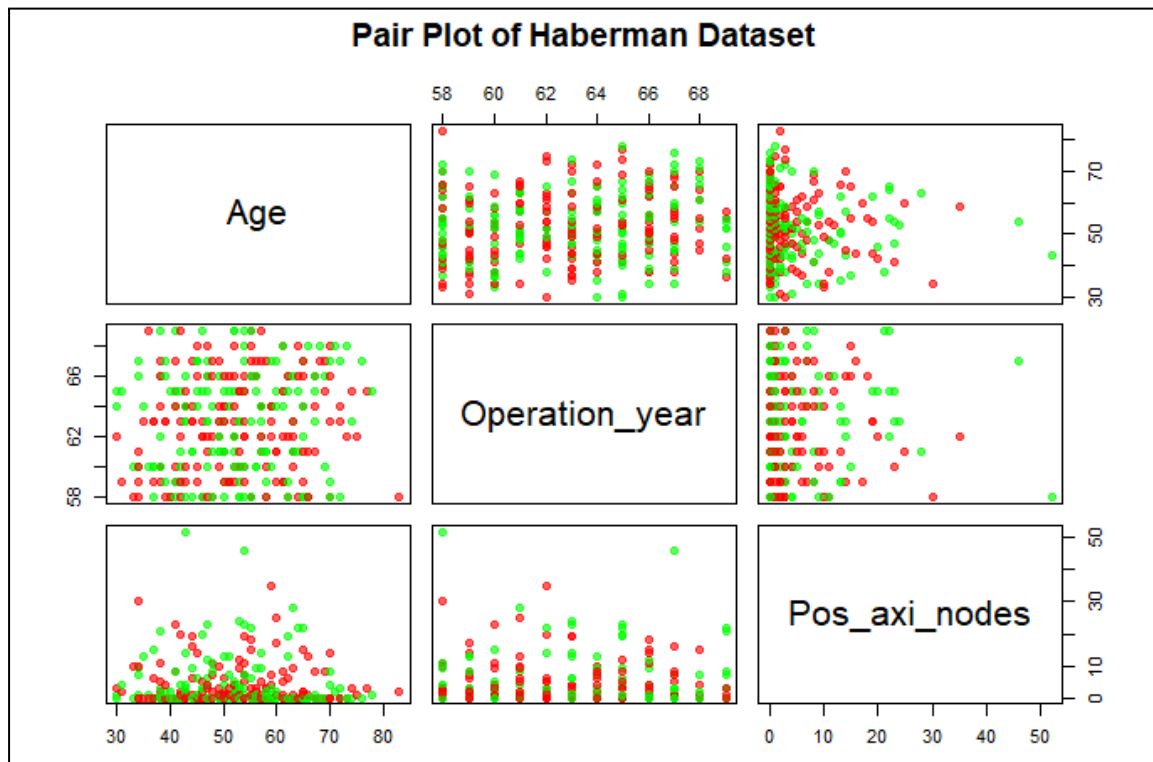 Pair Plot of Haberman Dataset
58 60 62 64 66 68
Age
30 50 70
58 62 66
Operation_year
Pos_axi_nodes
0 10 30 50
30 40 50 60 70 80
0 10 20 30 40 50